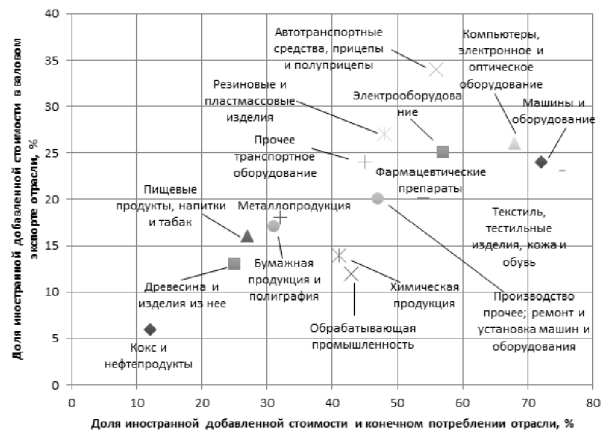 Доля иностранной добавленной стоимости в валовом
экспорте отрасли, %
40
35
30
25
20
15
10
5
0
Автотранспортные
средства, прицепы
и полуприцепы
Компьютеры,
электронное и
оптическое
оборудование
Резиновые и
пластмассовые
изделия
Электрооборудова
ние
Машины и
оборудование
Прочее
транспортное
оборудование
Фармацевтические
препараты
Пищевые
продукты, напитки
и табак
Металлопродукция
Текстиль,
тестильные
изделия, кожа и
обувь
Древесина и
изделия из нее
Бумажная
продукция и
полиграфия
Химическая
продукция
Производство
прочее; ремонт и
установка машин и
оборудования
Обрабатывающая
промышленность
Кокс и
нефтепродукты
0 10 20 30 40 50 60 70 80
Доля иностранной добавленной стоимости и конечном потреблении отрасли, %